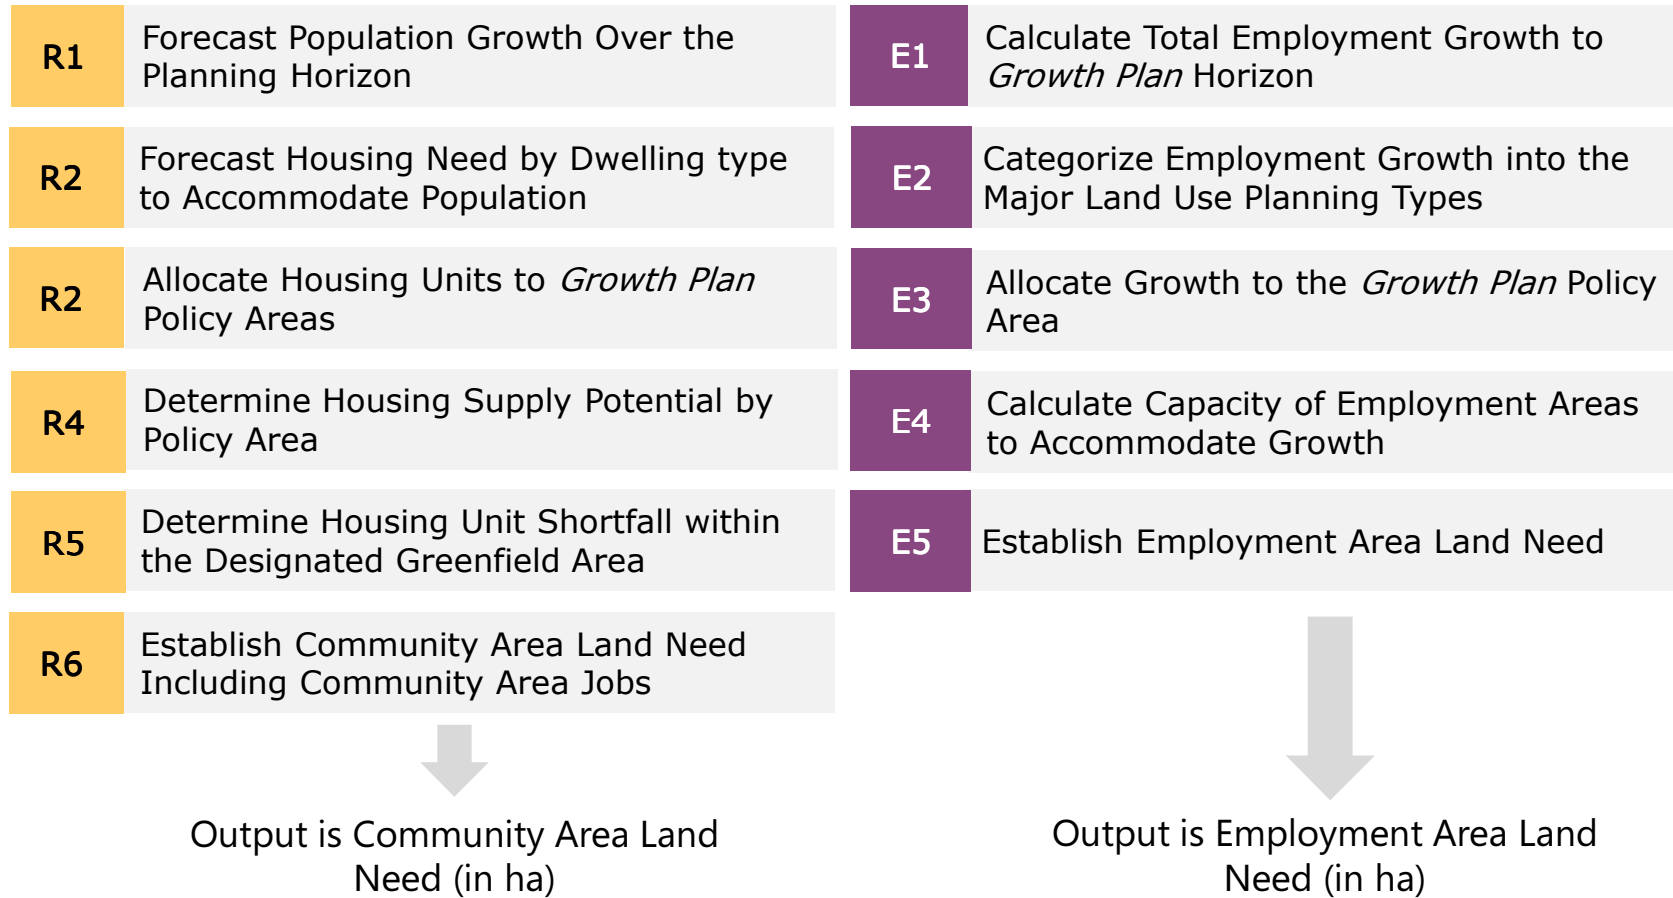 R1
Forecast Population Growth Over the
Planning Horizon
R2
Forecast Housing Need by Dwelling type
to Accommodate Population
R2
Allocate Housing Units to Growth Plan
Policy Areas
R4
Determine Housing Supply Potential by
Policy Area
R5
Determine Housing Unit Shortfall within
the Designated Greenfield Area
R6
Establish Community Area Land Need
Including Community Area Jobs
Output is Community Area Land
Need (in ha)
E1
Calculate Total Employment Growth to
Growth Plan Horizon
E2
Categorize Employment Growth into the
Major Land Use Planning Types
E3
Allocate Growth to the Growth Plan Policy
Area
E4
Calculate Capacity of Employment Areas
to Accommodate Growth
E5
Establish Employment Area Land Need
Output is Employment Area Land
Need (in ha)